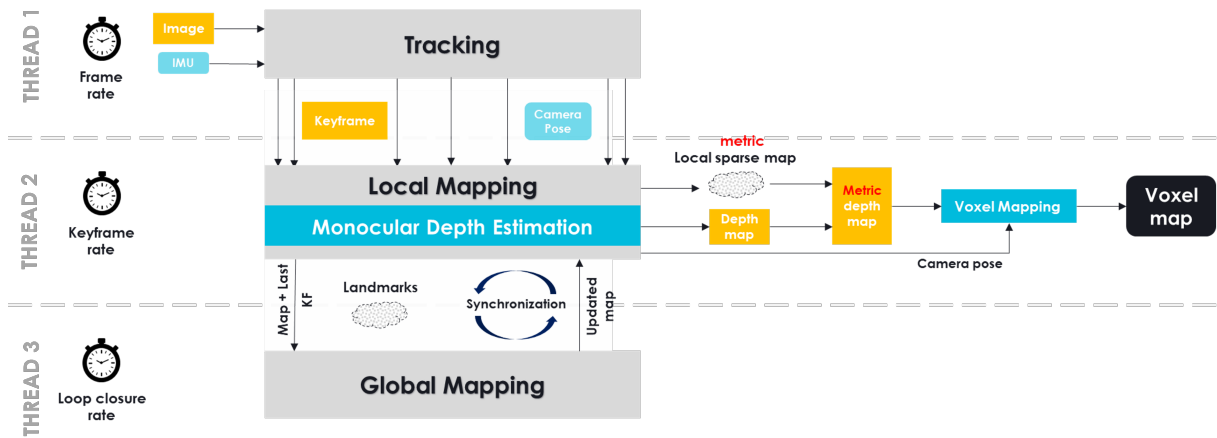 THREAD 1
Frame
rate
Image
IMU
Tracking
Keyframe
Camera
Pose
THREAD 2
Keyframe
rate
Local Mapping
Monocular Depth Estimation
metric
Local sparse map
Depth
map
Metric
depth
map
Voxel Mapping
Voxel
map
Camera pose
Map + Last
KF
Landmarks
Synchronization
Updated
map
THREAD 3
Loop closure
rate
Global Mapping